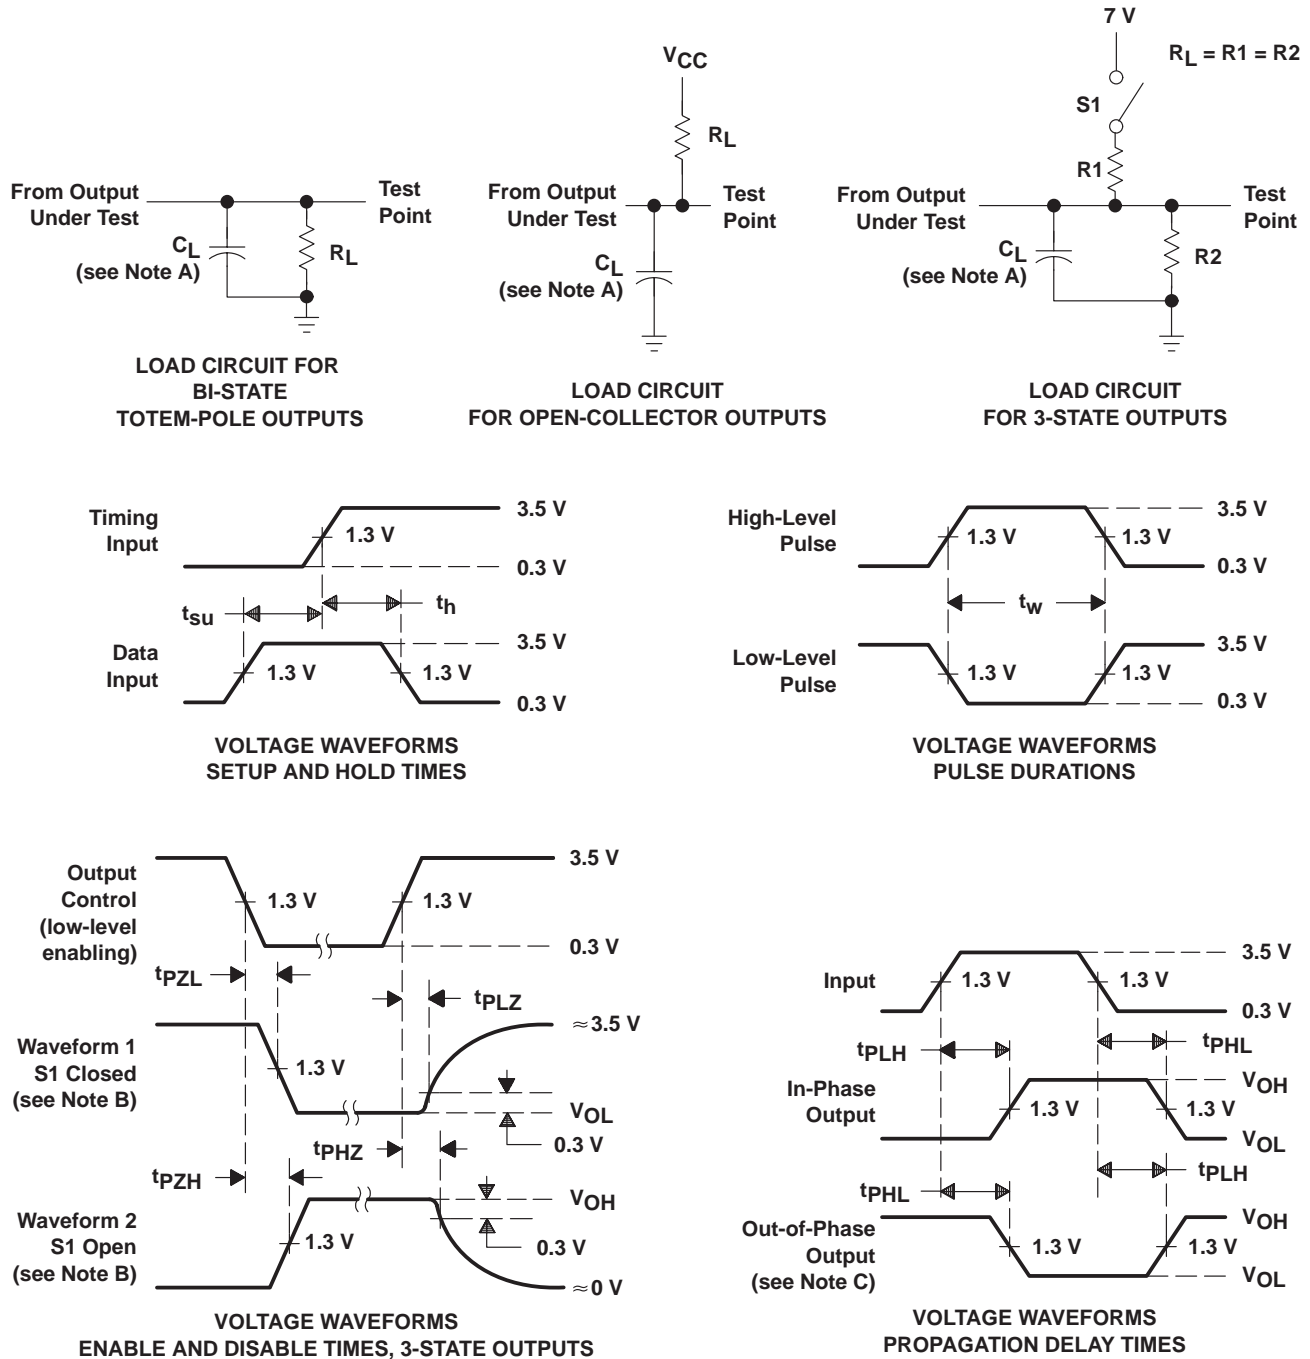 7 V
RL = R1 = R2
S1
R1
From Output
Under Test
Test
Point
CL
(see Note A)
R2
LOAD CIRCUIT
FOR 3-STATE OUTPUTS
VCC
RL
From Output
Under Test
Test
Point
CL
(see Note A)
LOAD CIRCUIT
FOR OPEN-COLLECTOR OUTPUTS
From Output
Under Test
Test
Point
CL
(see Note A)
RL
LOAD CIRCUIT FOR
BI-STATE
TOTEM-POLE OUTPUTS
Timing
Input
1.3 V
3.5 V
0.3 V
tsu
th
Data
Input
1.3 V
1.3 V
3.5 V
0.3 V
VOLTAGE WAVEFORMS
SETUP AND HOLD TIMES
High-Level
Pulse
1.3 V
1.3 V
3.5 V
0.3 V
tw
Low-Level
Pulse
1.3 V
1.3 V
3.5 V
0.3 V
VOLTAGE WAVEFORMS
PULSE DURATIONS
Output
Control
(low-level
enabling)
1.3 V
1.3 V
3.5 V
0.3 V
tPZL
tPLZ
Waveform 1
S1 Closed
(see Note B)
1.3 V
≈3.5 V
VOL
0.3 V
tPHZ
tPZH
Waveform 2
S1 Open
(see Note B)
1.3 V
VOH
0.3 V
≈0 V
VOLTAGE WAVEFORMS
ENABLE AND DISABLE TIMES, 3-STATE OUTPUTS
Input
1.3 V
1.3 V
3.5 V
0.3 V
tPLH
tPHL
In-Phase
Output
1.3 V
1.3 V
VOH
VOL
tPHL
tPLH
Out-of-Phase
Output
(see Note C)
1.3 V
1.3 V
VOH
VOL
VOLTAGE WAVEFORMS
PROPAGATION DELAY TIMES